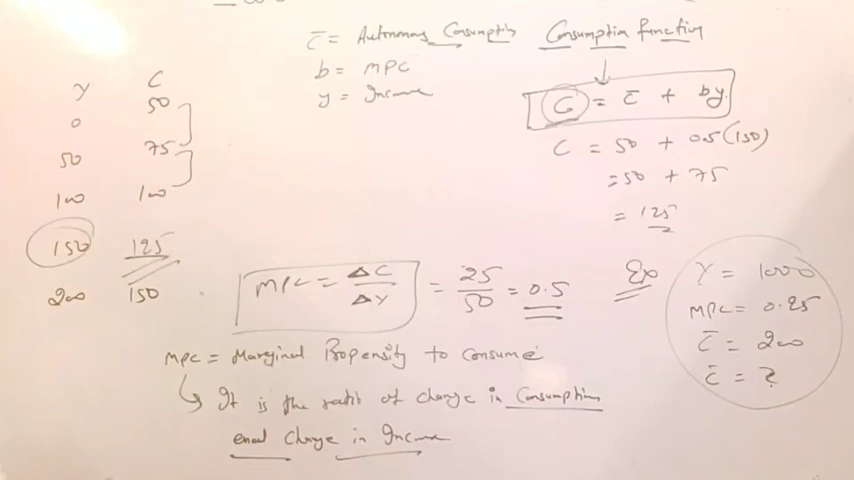 C̅ = Autonomous Consumption
Consumption function
b = MPC
y = Income
C = C̅ + by
C = 50 + 0.5(150)
= 50 + 75
= 125
Y C
0 50
50 75
100 100
150 125
200 150
MPC = ΔC/ΔY = 25/50 = 0.5
Ex
Y = 1000
MPC = 0.25
C̅ = 200
C̅ = ?
MPC = Marginal Propensity to Consume
It is the ratio of change in Consumption
and Change in Income